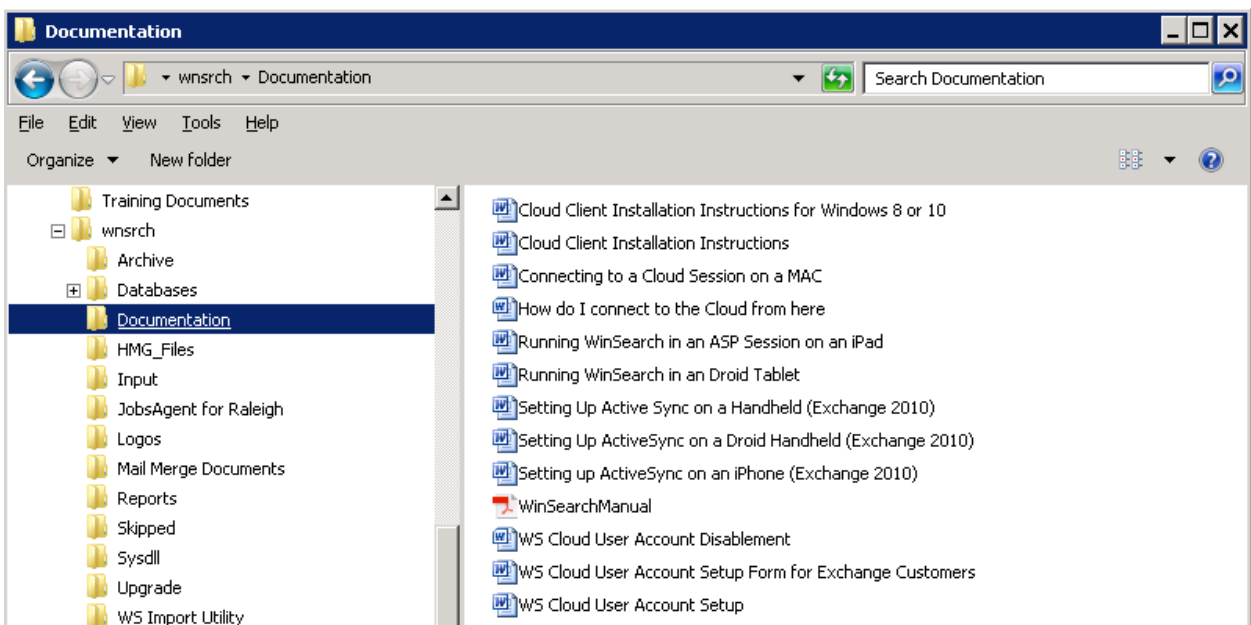 Documentation
wnsrch Documentation
Search Documentation
File Edit View Tools Help
Organize New folder
Training Documents
wnsrch
Archive
Databases
Documentation
HMG_Files
Input
JobsAgent for Raleigh
Logos
Mail Merge Documents
Reports
Skipped
Sysdll
Upgrade
WS Import Utility
Cloud Client Installation Instructions for Windows 8 or 10
Cloud Client Installation Instructions
Connecting to a Cloud Session on a MAC
How do I connect to the Cloud from here
Running WinSearch in an ASP Session on an iPad
Running WinSearch in an Droid Tablet
Setting Up Active Sync on a Handheld (Exchange 2010)
Setting Up ActiveSync on a Droid Handheld (Exchange 2010)
Setting up ActiveSync on an iPhone (Exchange 2010)
WinSearchManual
WS Cloud User Account Disablement
WS Cloud User Account Setup Form for Exchange Customers
WS Cloud User Account Setup